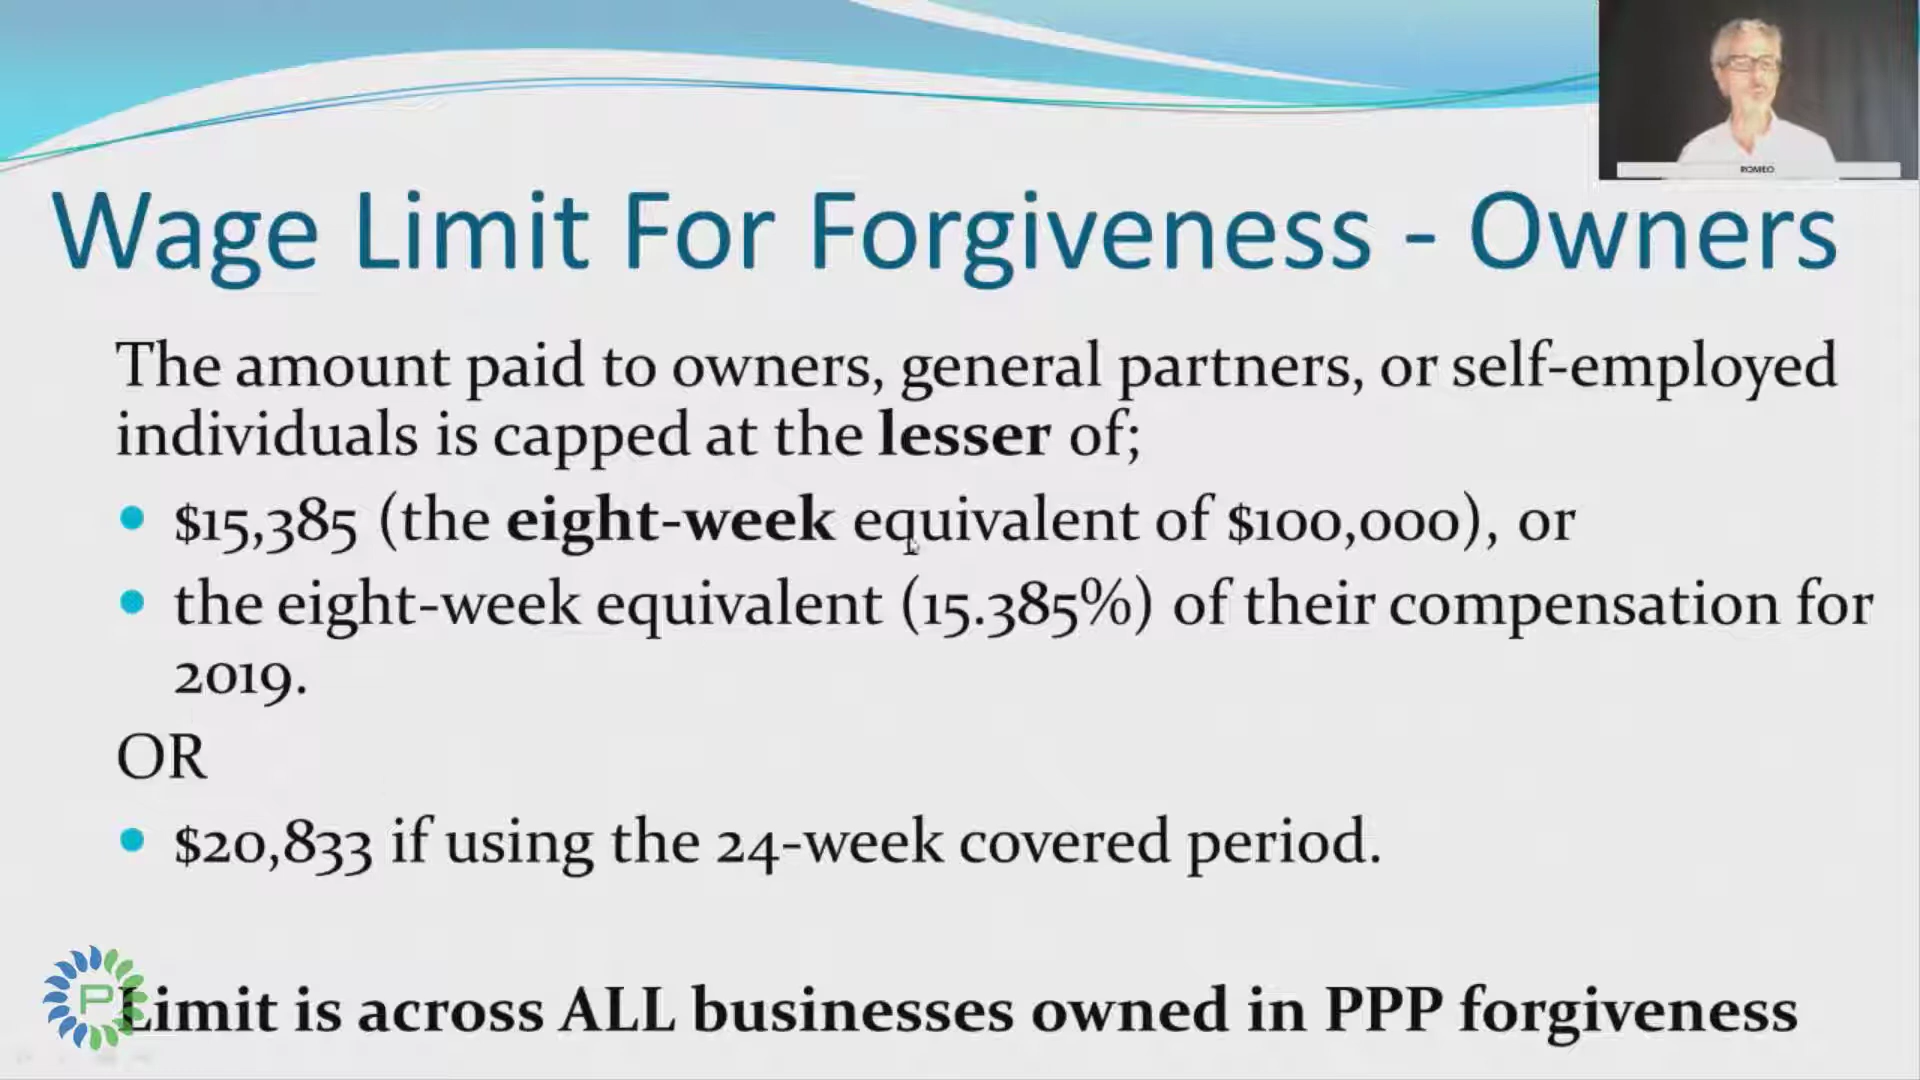 ROMEO
Wage Limit For Forgiveness - Owners
The amount paid to owners, general partners, or self-employed
individuals is capped at the lesser of;
• $15,385 (the eight-week equivalent of $100,000), or
• the eight-week equivalent (15.385%) of their compensation for
2019.
OR
• $20,833 if using the 24-week covered period.
P
Limit is across ALL businesses owned in PPP forgiveness